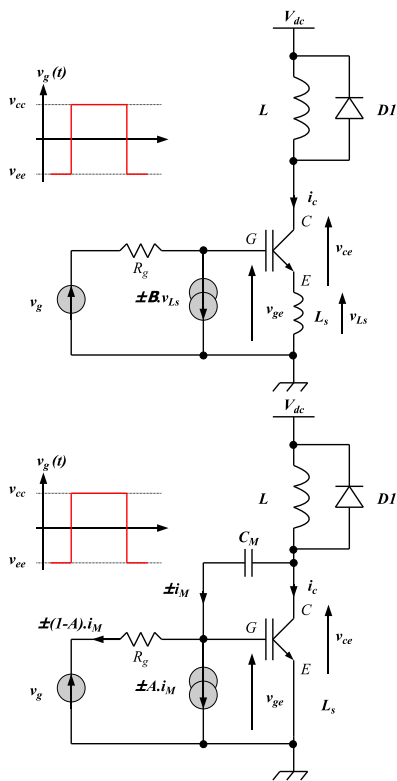 V_dc
v_g (t)
v_cc
v_ee
L
D1
i_c
C
G
v_ce
R_g
E
±B.v_Ls
v_g
v_ge
L_s
v_Ls
V_dc
v_g (t)
v_cc
v_ee
L
D1
C_M
±i_M
i_c
C
±(1-A).i_M
G
v_ce
R_g
E
±A.i_M
v_g
v_ge
L_s